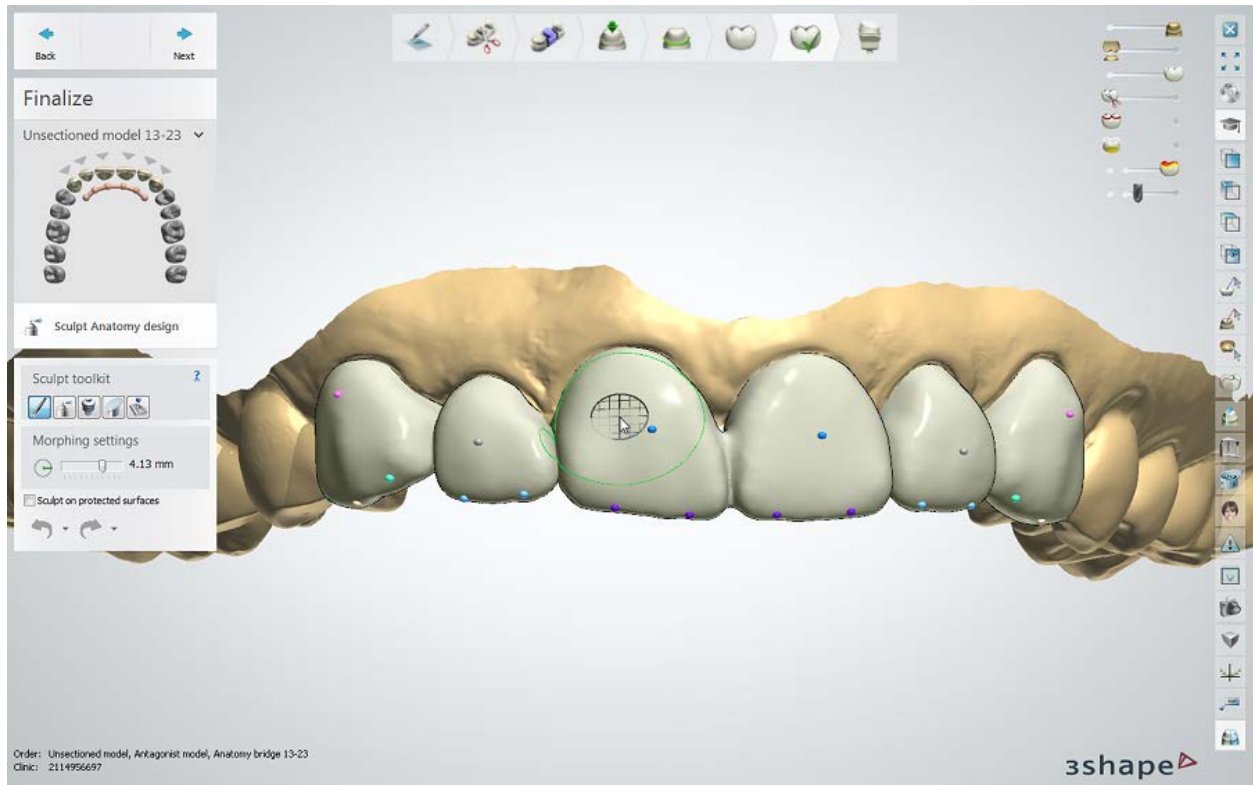 Back
Next
Finalize
Unsectioned model 13-23
Sculpt Anatomy design
Sculpt toolkit
?
Morphing settings
4.13 mm
Sculpt on protected surfaces
Order: Unsectioned model, Antagonist model, Anatomy bridge 13-23
Clinic: 2114956697
3shape